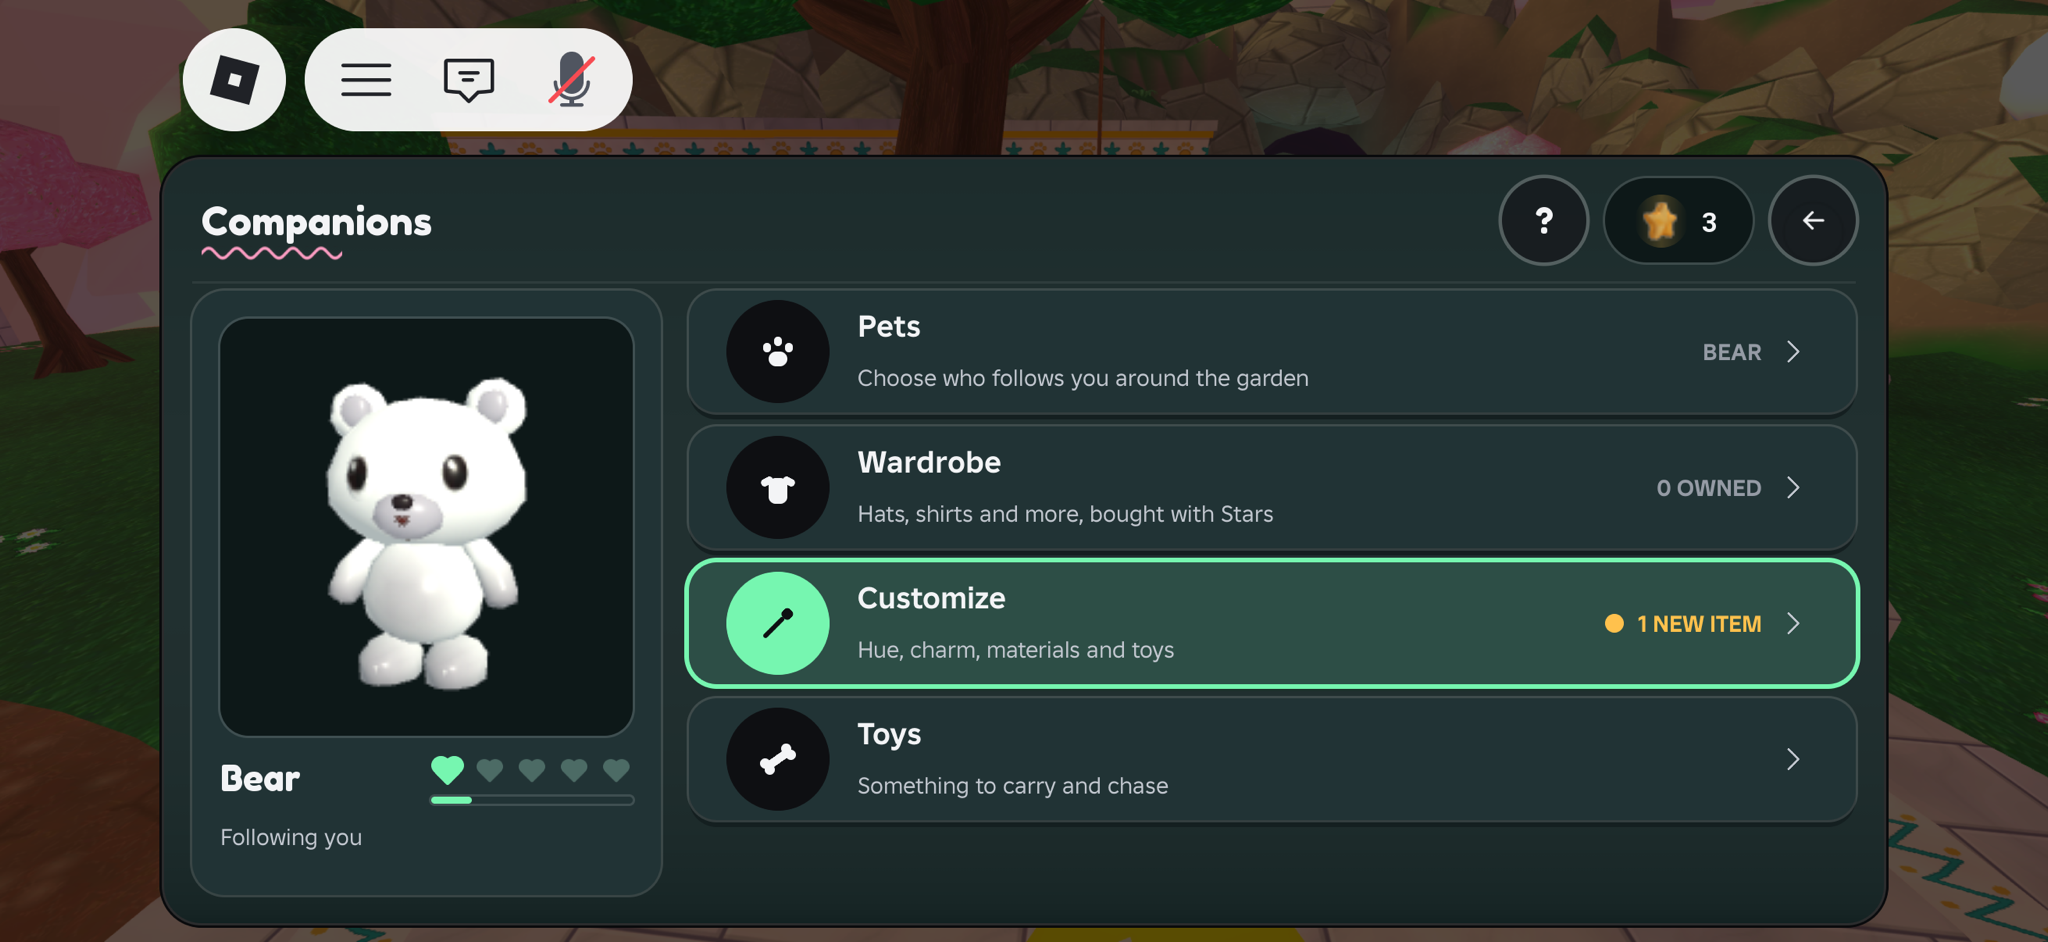 Companions
?
3
Pets
Choose who follows you around the garden
BEAR
Wardrobe
Hats, shirts and more, bought with Stars
0 OWNED
Customize
Hue, charm, materials and toys
1 NEW ITEM
Toys
Something to carry and chase
Bear
Following you